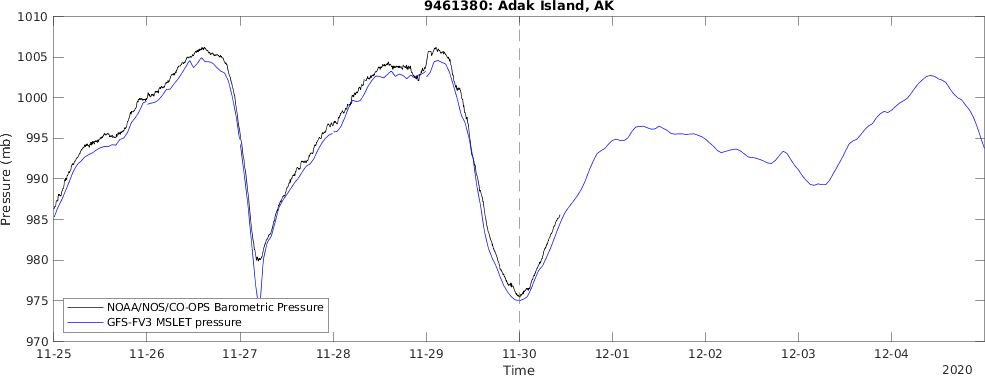 9461380: Adak Island, AK
Pressure (mb)
1010
1005
1000
995
990
985
980
975
970
NOAA/NOS/CO-OPS Barometric Pressure
GFS-FV3 MSLET pressure
11-25 11-26 11-27 11-28 11-29 11-30 12-01 12-02 12-03 12-04
Time
2020